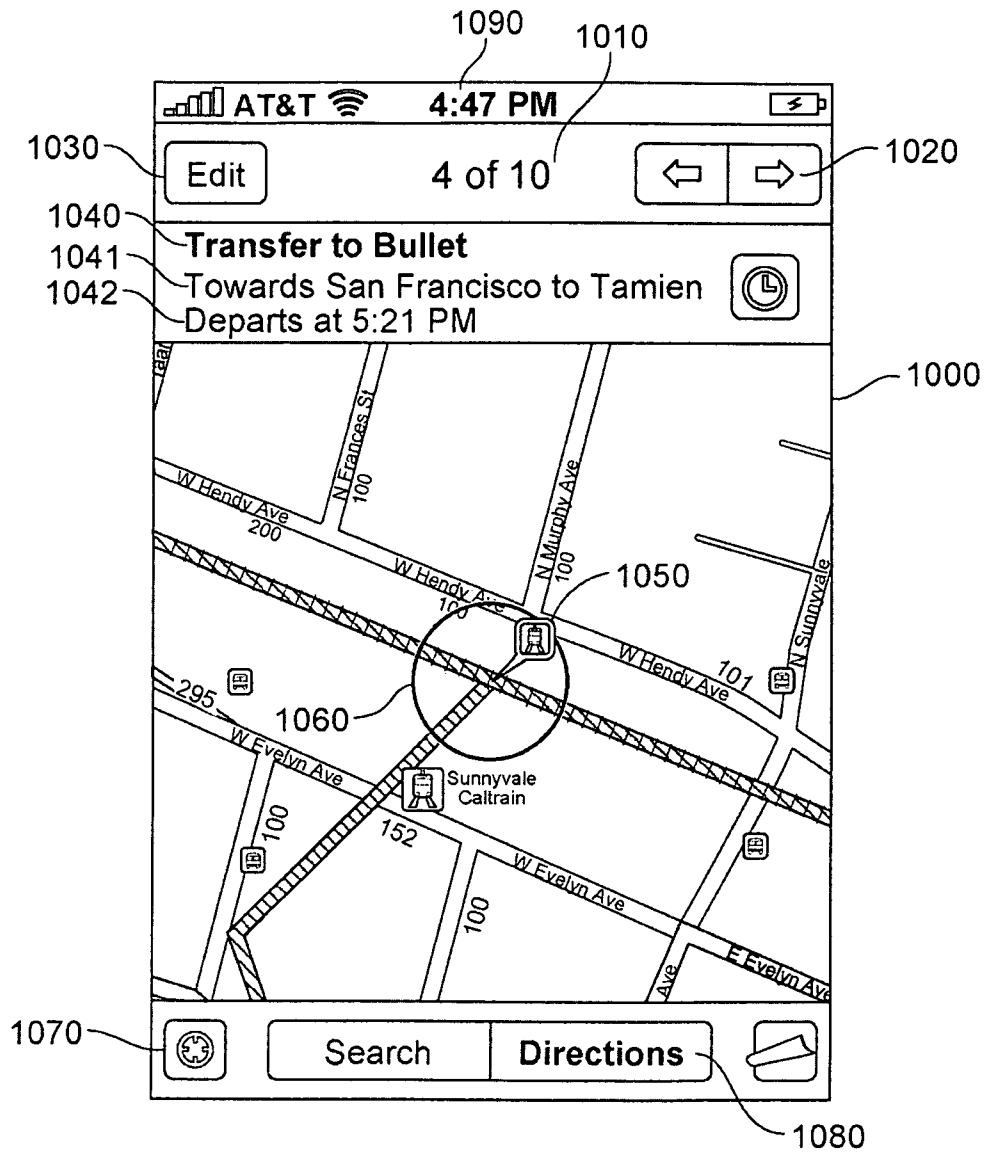 1090
1010
AT&T 4:47 PM
1030
Edit
4 of 10
1020
1040
Transfer to Bullet
1041
Towards San Francisco to Tamien
1042
Departs at 5:21 PM
1000
N Frances St
100
W Hendy Ave
200
N Murphy Ave
100
W Hendy Ave
100
1050
N Sunnyvale
W Hendy Ave
101
295
1060
W Evelyn Ave
Sunnyvale
Caltrain
152
100
W Evelyn Ave
100
E Evelyn Ave
Ave
1070
Search
Directions
1080